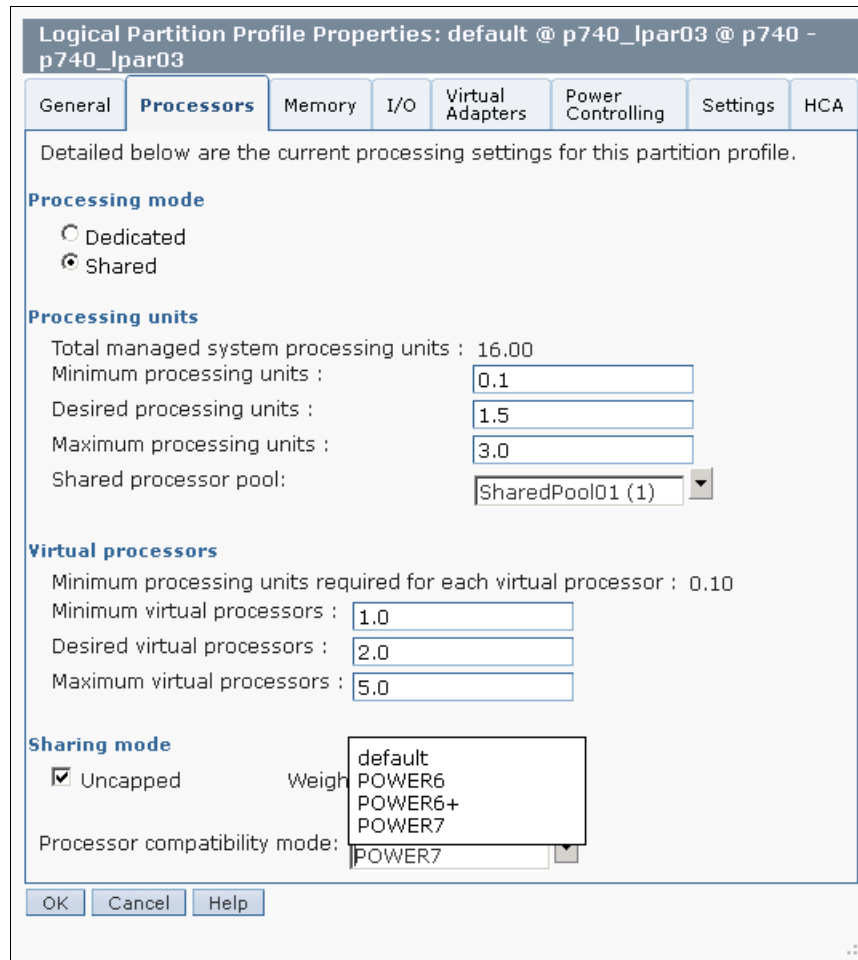 Logical Partition Profile Properties: default @ p740_lpar03 @ p740 -
p740_lpar03
General
Processors
Memory
I/O
Virtual
Adapters
Power
Controlling
Settings
HCA
Detailed below are the current processing settings for this partition profile.
Processing mode
Dedicated
Shared
Processing units
Total managed system processing units : 16.00
Minimum processing units : 0.1
Desired processing units : 1.5
Maximum processing units : 3.0
Shared processor pool: SharedPool01 (1)
Virtual processors
Minimum processing units required for each virtual processor : 0.10
Minimum virtual processors : 1.0
Desired virtual processors : 2.0
Maximum virtual processors : 5.0
Sharing mode
Uncapped Weigh
default
POWER6
POWER6+
POWER7
Processor compatibility mode: POWER7
OK Cancel Help